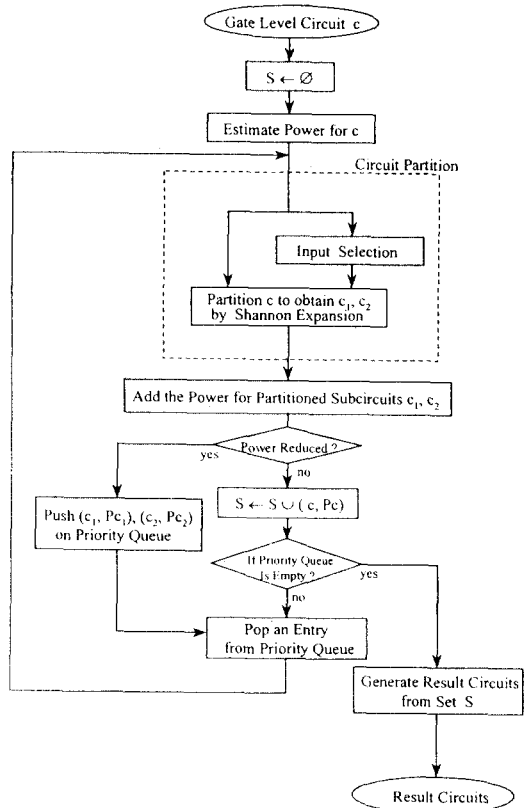 Gate Level Circuit c
S ← ∅
Estimate Power for c
Circuit Partition
Input Selection
Partition c to obtain c₁, c₂
by Shannon Expansion
Add the Power for Partitioned Subcircuits c₁, c₂
Power Reduced ?
yes
no
Push (c₁, Pc₁), (c₂, Pc₂)
on Priority Queue
S ← S ∪ ( c, Pc)
If Priority Queue
Is Empty ?
yes
no
Pop an Entry
from Priority Queue
Generate Result Circuits
from Set S
Result Circuits